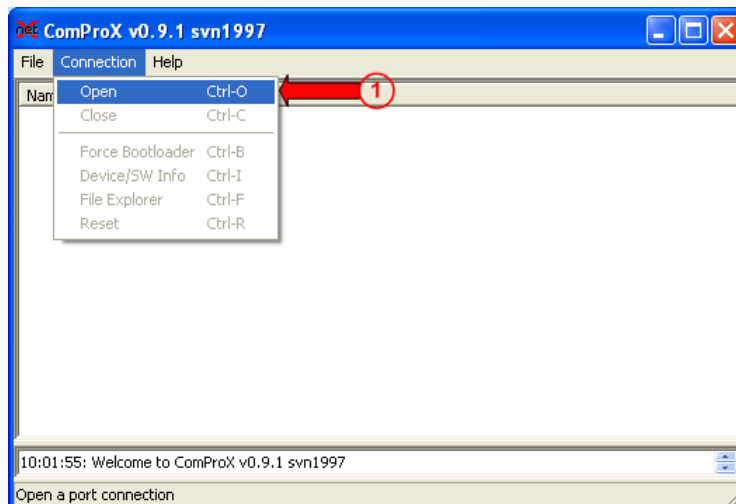 net ComProX v0.9.1 svn1997
File Connection Help
Nam
Open Ctrl-O
1
Close Ctrl-C
Force Bootloader Ctrl-B
Device/SW Info Ctrl-I
File Explorer Ctrl-F
Reset Ctrl-R
10:01:55: Welcome to ComProX v0.9.1 svn1997
Open a port connection